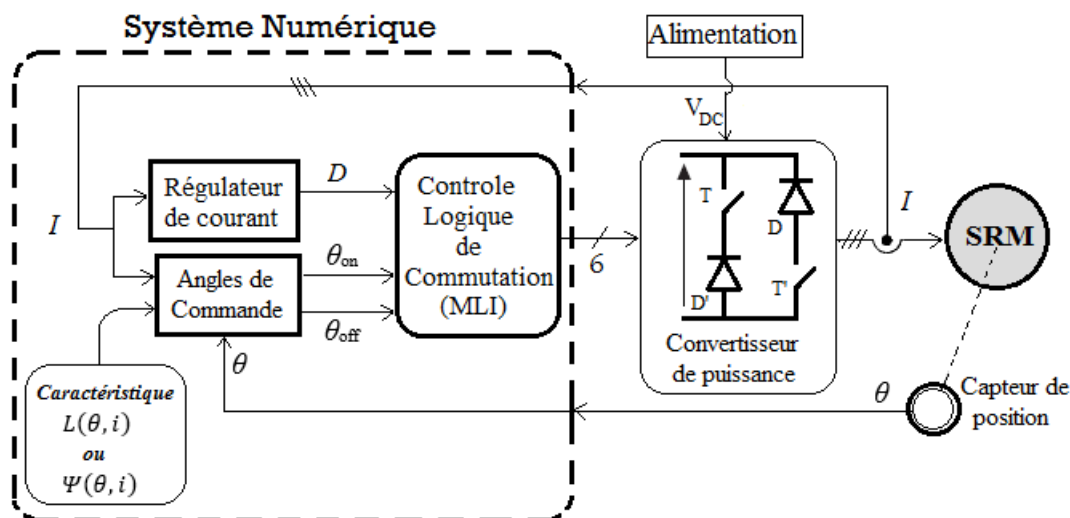 Système Numérique
Alimentation
V_DC
I
Régulateur
de courant
D
Angles de
Commande
θ_on
θ_off
θ
Controle
Logique
de
Commutation
(MLI)
6
T
D
D'
T'
Convertisseur
de puissance
I
SRM
θ
Capteur de
position
Caractéristique
L(θ, i)
ou
Ψ(θ, i)